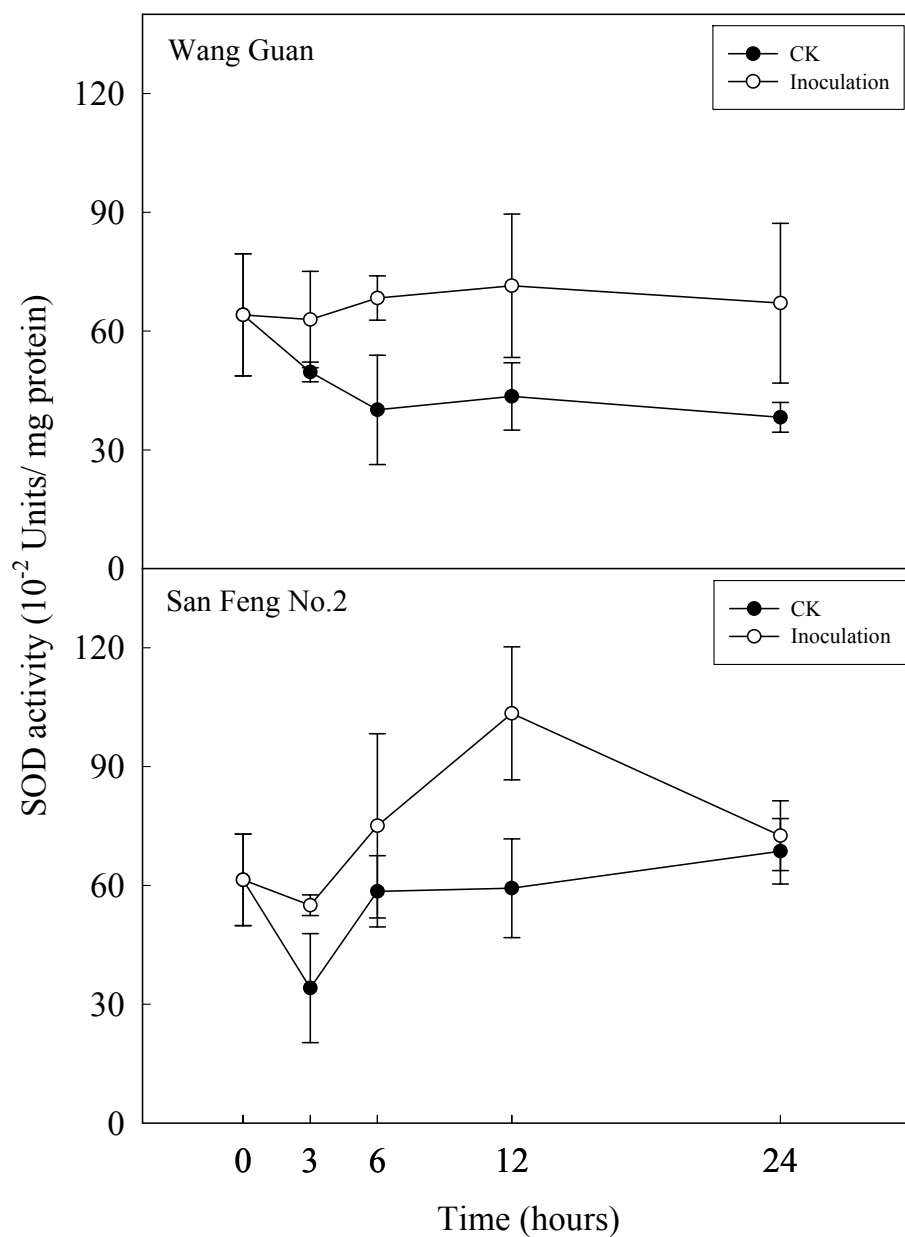 Wang Guan
CK
Inoculation
120
90
60
30
0
San Feng No.2
CK
Inoculation
120
90
60
30
0
SOD activity (10⁻² Units/ mg protein)
0 3 6 12 24
Time (hours)